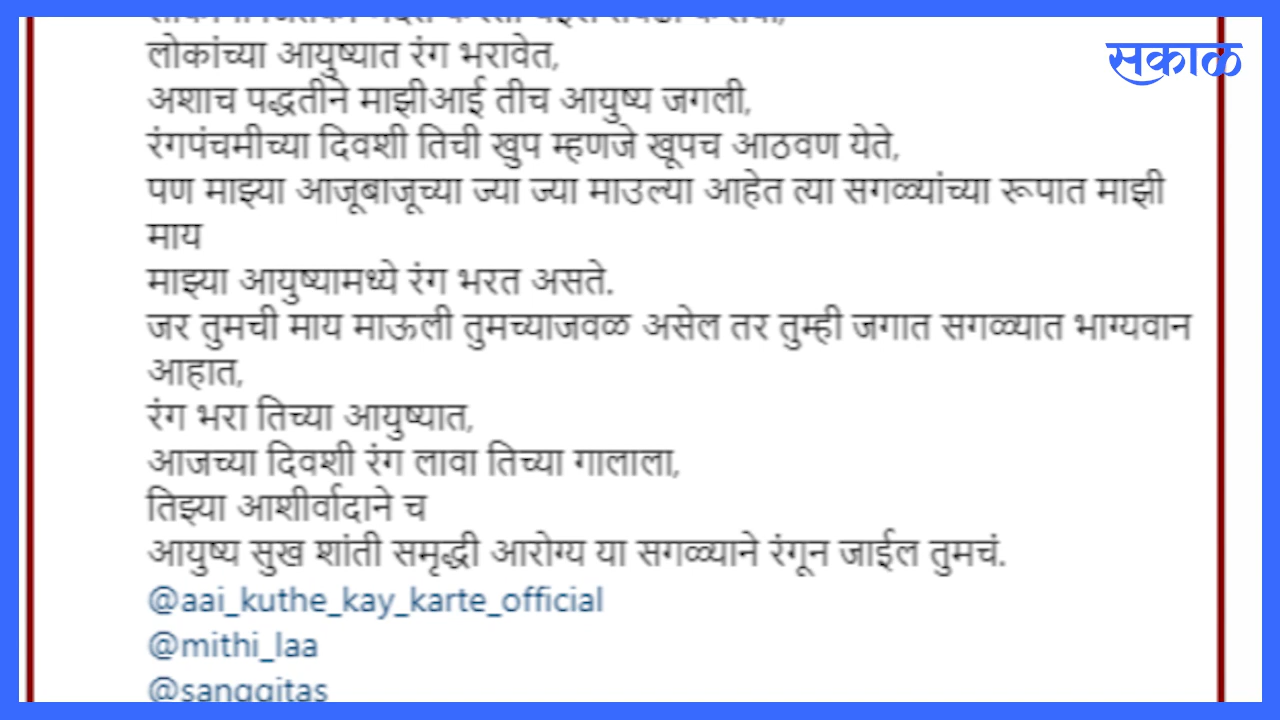 सकाळ
लोकांच्या आयुष्यात रंग भरावेत,
अशाच पद्धतीने माझीआई तीच आयुष्य जगली,
रंगपंचमीच्या दिवशी तिची खुप म्हणजे खूपच आठवण येते,
पण माझ्या आजूबाजूच्या ज्या ज्या माउल्या आहेत त्या सगळ्यांच्या रूपात माझी
माय
माझ्या आयुष्यामध्ये रंग भरत असते.
जर तुमची माय माऊली तुमच्याजवळ असेल तर तुम्ही जगात सगळ्यात भाग्यवान
आहात,
रंग भरा तिच्या आयुष्यात,
आजच्या दिवशी रंग लावा तिच्या गालाला,
तिझ्या आशीर्वादाने च
आयुष्य सुख शांती समृद्धी आरोग्य या सगळ्याने रंगून जाईल तुमचं.
@aai_kuthe_kay_karte_official
@mithi_laa
@sanggitas